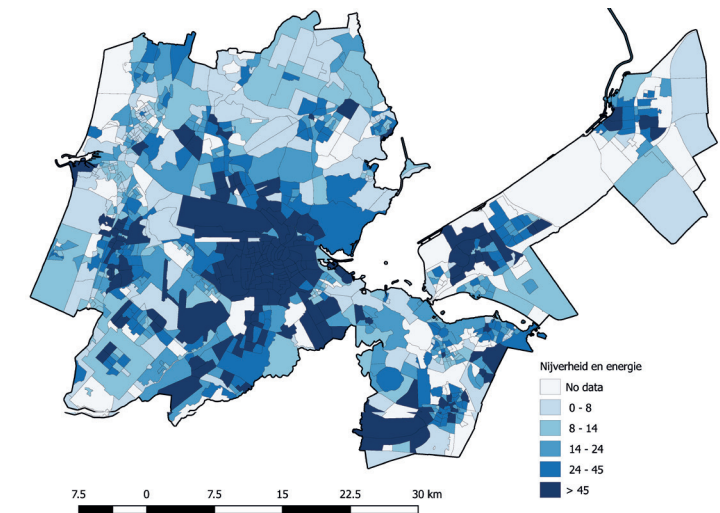 Nijverheid en energie
No data
0 - 8
8 - 14
14 - 24
24 - 45
> 45
7.5 0 7.5 15 22.5 30 km